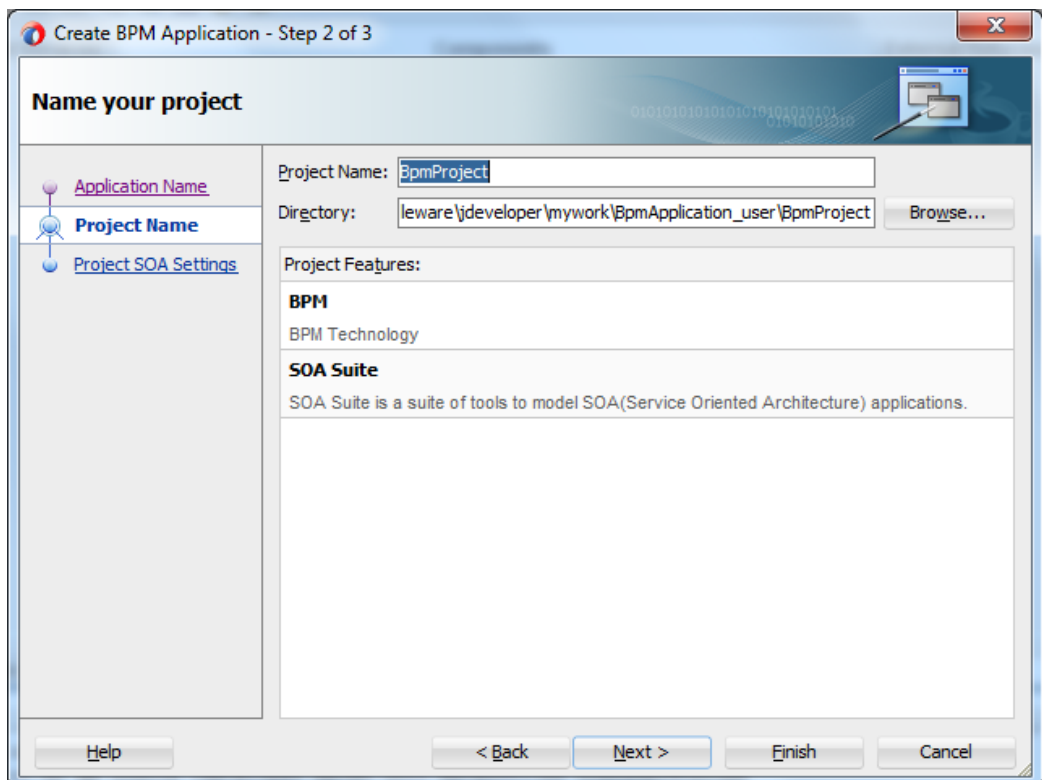 Create BPM Application - Step 2 of 3
Name your project
Application Name
Project Name
Project SOA Settings
Project Name: BpmProject
Directory: leware\jdeveloper\mywork\BpmApplication_user\BpmProject Browse...
Project Features:
BPM
BPM Technology
SOA Suite
SOA Suite is a suite of tools to model SOA(Service Oriented Architecture) applications.
Help < Back Next > Finish Cancel